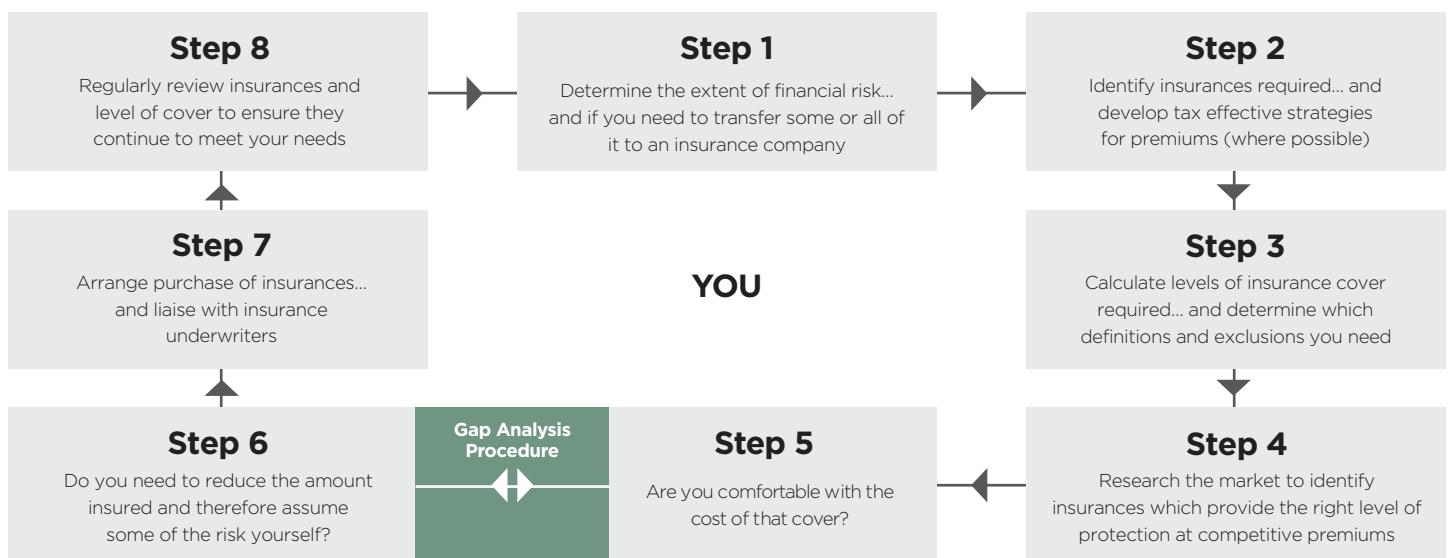 Step 8
Regularly review insurances and
level of cover to ensure they
continue to meet your needs
Step 1
Determine the extent of financial risk...
and if you need to transfer some or all of
it to an insurance company
Step 2
Identify insurances required... and
develop tax effective strategies
for premiums (where possible)
Step 7
Arrange purchase of insurances...
and liaise with insurance
underwriters
YOU
Step 3
Calculate levels of insurance cover
required... and determine which
definitions and exclusions you need
Step 6
Do you need to reduce the amount
insured and therefore assume
some of the risk yourself?
Gap Analysis
Procedure
Step 5
Are you comfortable with the
cost of that cover?
Step 4
Research the market to identify
insurances which provide the right level of
protection at competitive premiums